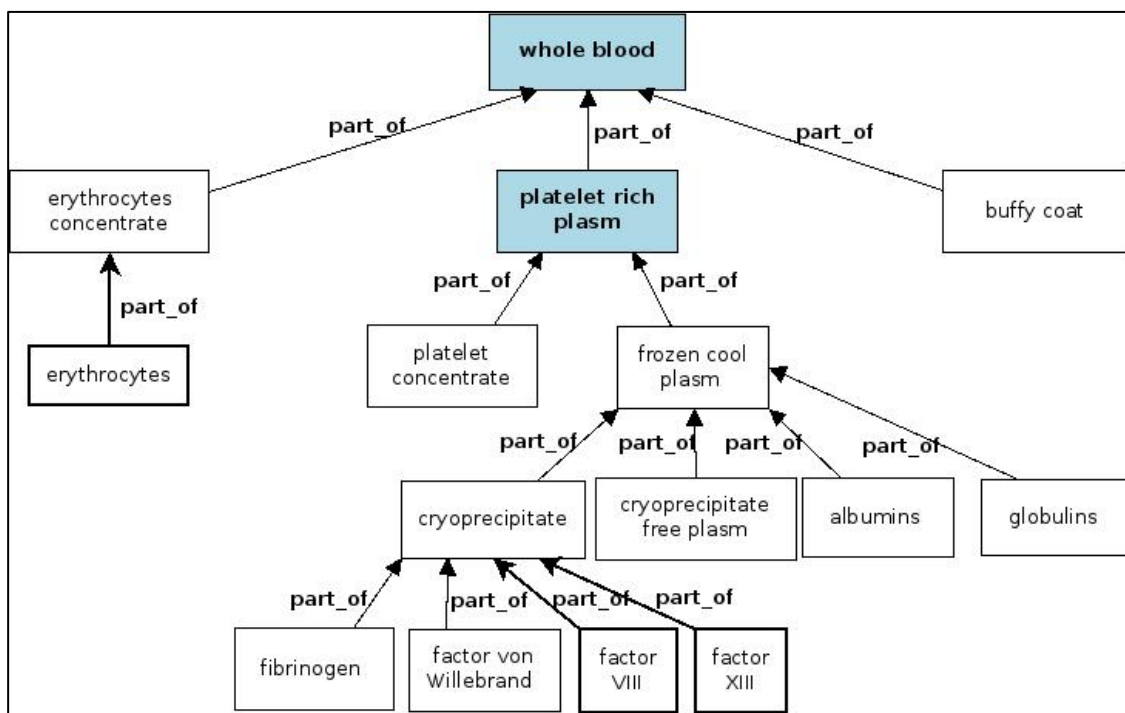 whole blood
part_of
part_of
part_of
erythrocytes
concentrate
platelet rich
plasm
buffy coat
part_of
part_of
part_of
erythrocytes
platelet
concentrate
frozen cool
plasm
part_of
part_of
part_of
part_of
cryoprecipitate
cryoprecipitate
free plasm
albumins
globulins
part_of
part_of
part_of
part_of
fibrinogen
factor von
Willebrand
factor
VIII
factor
XIII